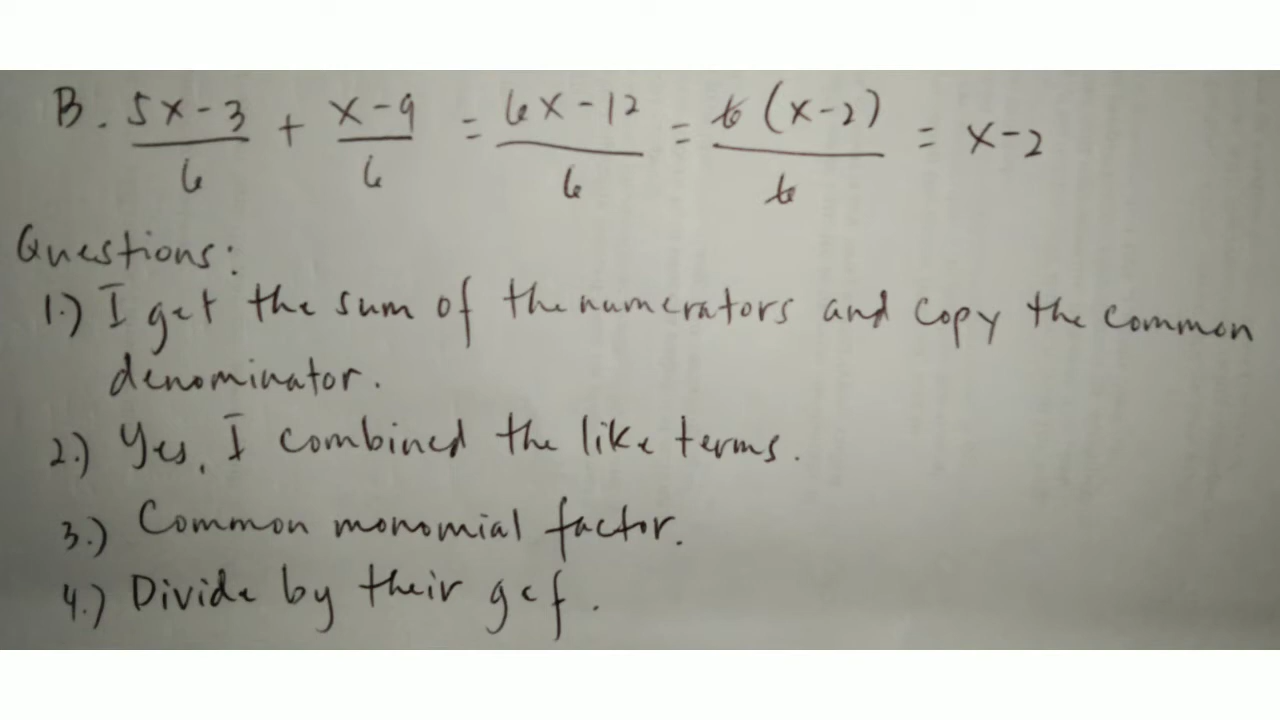 B. (5x-3)/6 + (x-9)/6 = (6x-12)/6 = 6(x-2)/6 = x-2
Questions:
1.) I get the sum of the numerators and copy the common
denominator.
2.) Yes, I combined the like terms.
3.) Common monomial factor.
4.) Divide by their gcf.